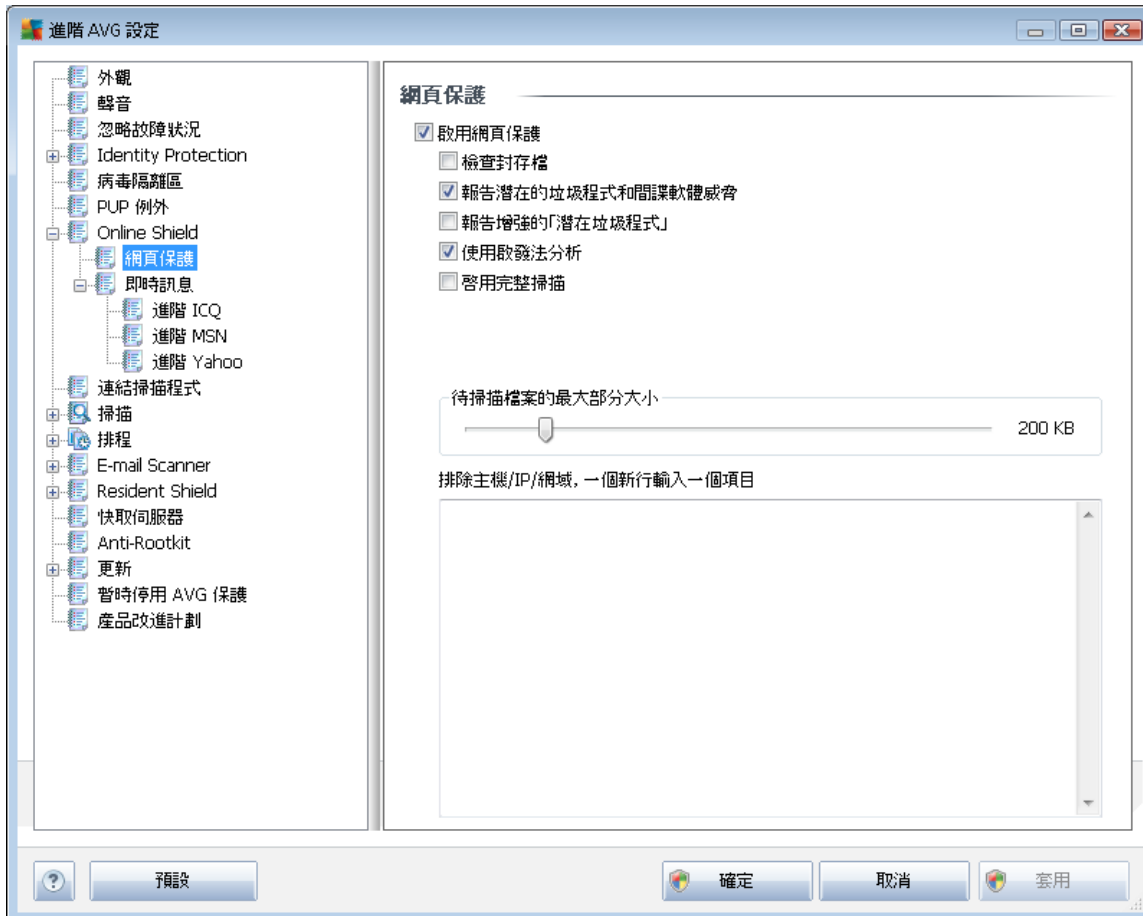 進階 AVG 設定
外觀
聲音
忽略故障狀況
Identity Protection
病毒隔離區
PUP 例外
Online Shield
網頁保護
即時訊息
進階 ICQ
進階 MSN
進階 Yahoo
連結掃描程式
掃描
排程
E-mail Scanner
Resident Shield
快取伺服器
Anti-Rootkit
更新
暫時停用 AVG 保護
產品改進計劃
網頁保護
啟用網頁保護
檢查封存檔
報告潛在的垃圾程式和間諜軟體威脅
報告增強的「潛在垃圾程式」
使用啟發法分析
啓用完整掃描
待掃描檔案的最大部分大小
200 KB
排除主機/IP/網域, 一個新行輸入一個項目
?
預設
確定
取消
套用